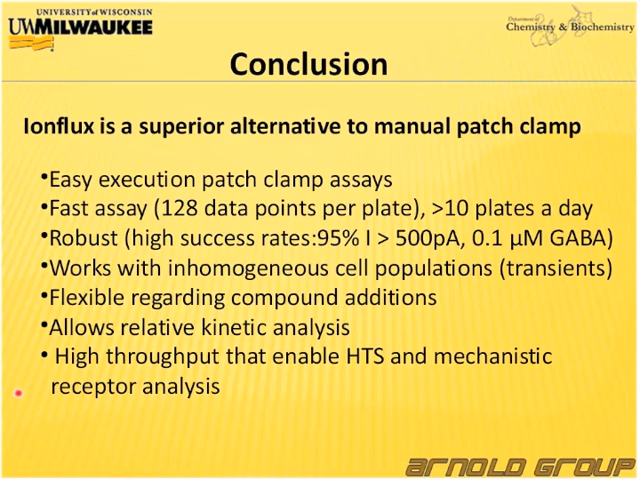 UNIVERSITY of WISCONSIN
UWMILWAUKEE
Department of
Chemistry & Biochemistry
Conclusion
Ionflux is a superior alternative to manual patch clamp
•Easy execution patch clamp assays
•Fast assay (128 data points per plate), >10 plates a day
•Robust (high success rates:95% I > 500pA, 0.1 µM GABA)
•Works with inhomogeneous cell populations (transients)
•Flexible regarding compound additions
•Allows relative kinetic analysis
• High throughput that enable HTS and mechanistic
receptor analysis
ARNOLD GROUP